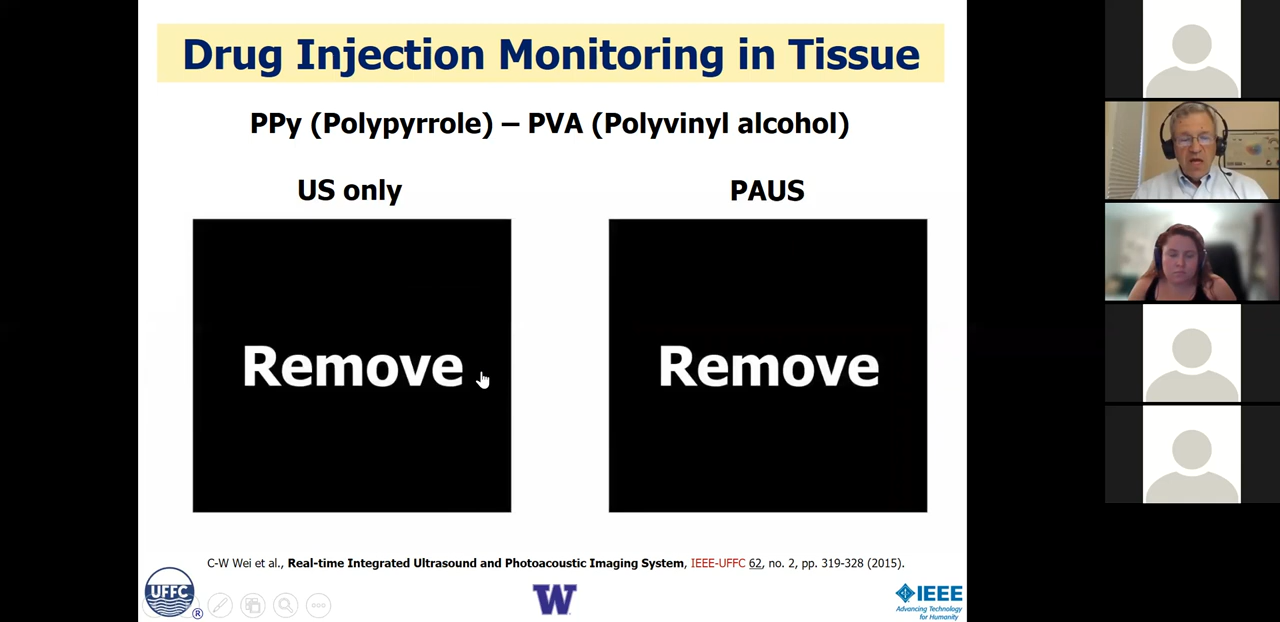 Drug Injection Monitoring in Tissue
PPy (Polypyrrole) – PVA (Polyvinyl alcohol)
US only
PAUS
Remove
Remove
C-W Wei et al., Real-time Integrated Ultrasound and Photoacoustic Imaging System, IEEE-UFFC 62, no. 2, pp. 319-328 (2015).
UFFC
®
W
IEEE
Advancing Technology
for Humanity